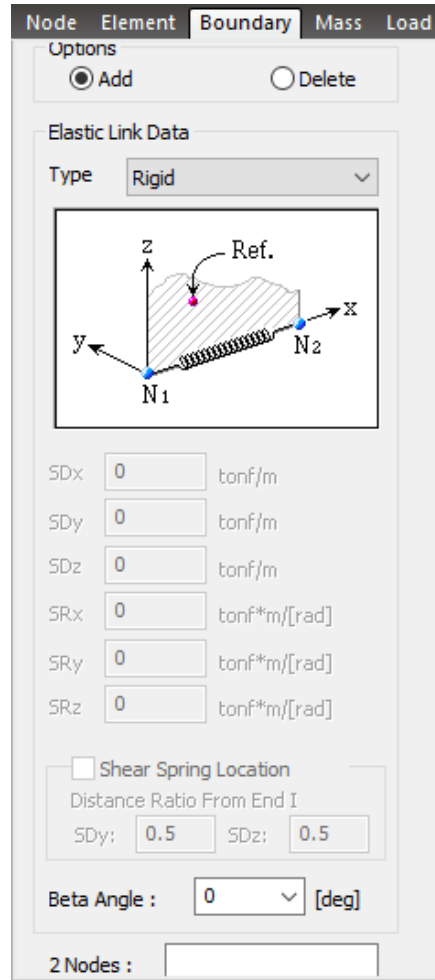 Node Element Boundary Mass Load
Options
Add Delete
Elastic Link Data
Type Rigid
z Ref.
x
y N2
N1
SDx 0 tonf/m
SDy 0 tonf/m
SDz 0 tonf/m
SRx 0 tonf*m/[rad]
SRy 0 tonf*m/[rad]
SRz 0 tonf*m/[rad]
Shear Spring Location
Distance Ratio From End I
SDy: 0.5 SDz: 0.5
Beta Angle : 0 [deg]
2 Nodes :